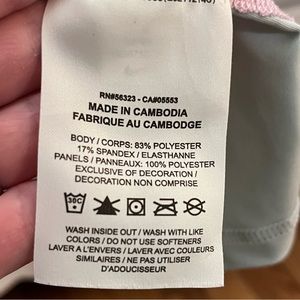 RN#56323 - CA#05553
MADE IN CAMBODIA
FABRIQUE AU CAMBODGE
BODY / CORPS: 83% POLYESTER
17% SPANDEX / ELASTHANNE
PANELS / PANNEAUX: 100% POLYESTER
EXCLUSIVE OF DECORATION /
DECORATION NON COMPRISE
30C
WASH INSIDE OUT / WASH WITH LIKE
COLORS / DO NOT USE SOFTENERS
LAVER A L'ENVERS / LAVER AVEC COULEURS
SIMILAIRES / NE PAS UTILISER
D'ADOUCISSEUR